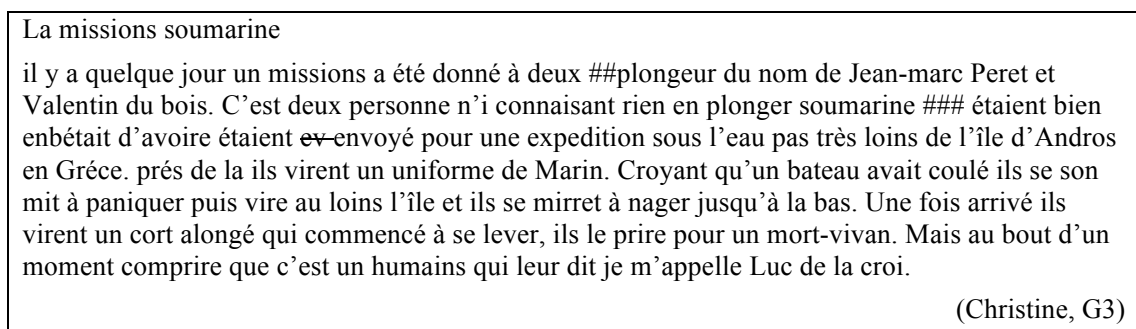 La missions soumarine
il y a quelque jour un missions a été donné à deux ##plongeur du nom de Jean-marc Peret et
Valentin du bois. C’est deux personne n’i connaisant rien en plonger soumarine ### étaient bien
enbétait d’avoire étaient ev envoyé pour une expedition sous l’eau pas très loins de l’île d’Andros
en Gréce. prés de la ils virent un uniforme de Marin. Croyant qu’un bateau avait coulé ils se son
mit à paniquer puis vire au loins l’île et ils se mirret à nager jusqu’à la bas. Une fois arrivé ils
virent un cort alongé qui commencé à se lever, ils le prire pour un mort-vivan. Mais au bout d’un
moment comprire que c’est un humains qui leur dit je m’appelle Luc de la croi.
(Christine, G3)